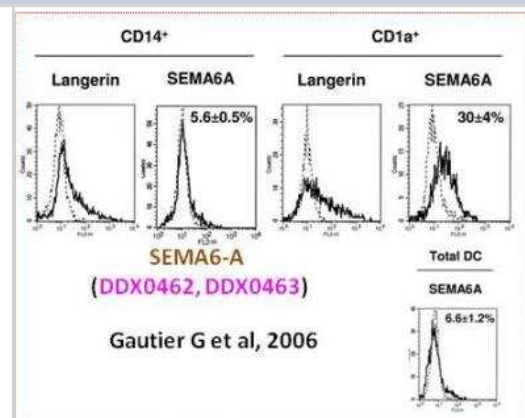 CD14⁺ CD1a⁺
Langerin SEMA6A Langerin SEMA6A
5.6±0.5% 30±4%
SEMA6-A
(DDX0462, DDX0463)
Total DC
SEMA6A
6.6±1.2%
Gautier G et al, 2006